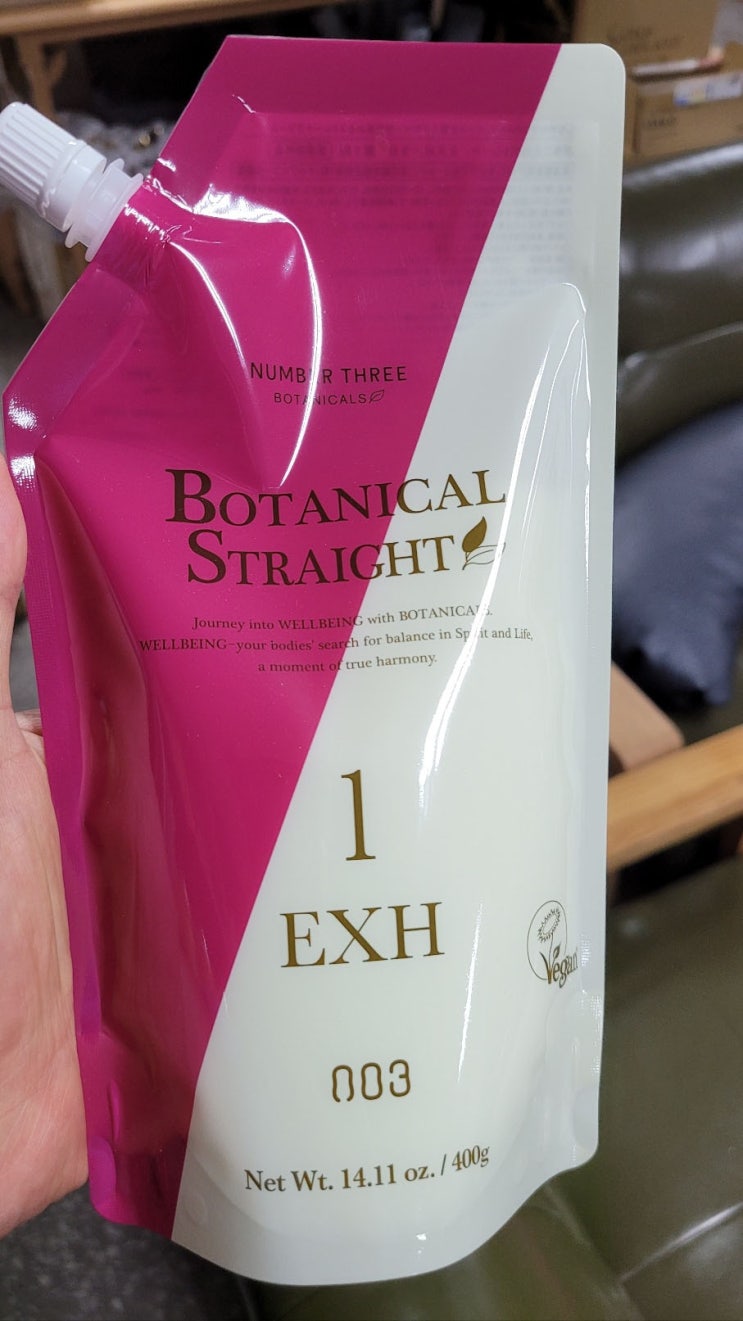 NUMBER THREE
BOTANICALS
BOTANICAL
STRAIGHT
Journey into WELLBEING with BOTANICALS.
WELLBEING-your bodies' search for balance in Spirit and Life,
a moment of true harmony.
1
EXH
Vegan
003
Net Wt. 14.11 oz. / 400g